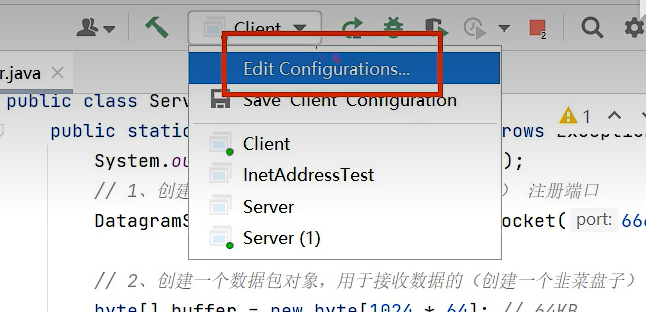 Client
2
r.java
Edit Configurations...
public class Serv
Save 'Client' Configuration
1
public static
rows Exception
Client
System.ou
);
// 1、创建
） 注册端口
InetAddressTest
DatagramS
ocket( port: 666
Server
Server (1)
// 2、创建一个数据包对象，用于接收数据的（创建一个韭菜盘子）
byte[] buffer = new byte[1024 * 64]; // 64KB